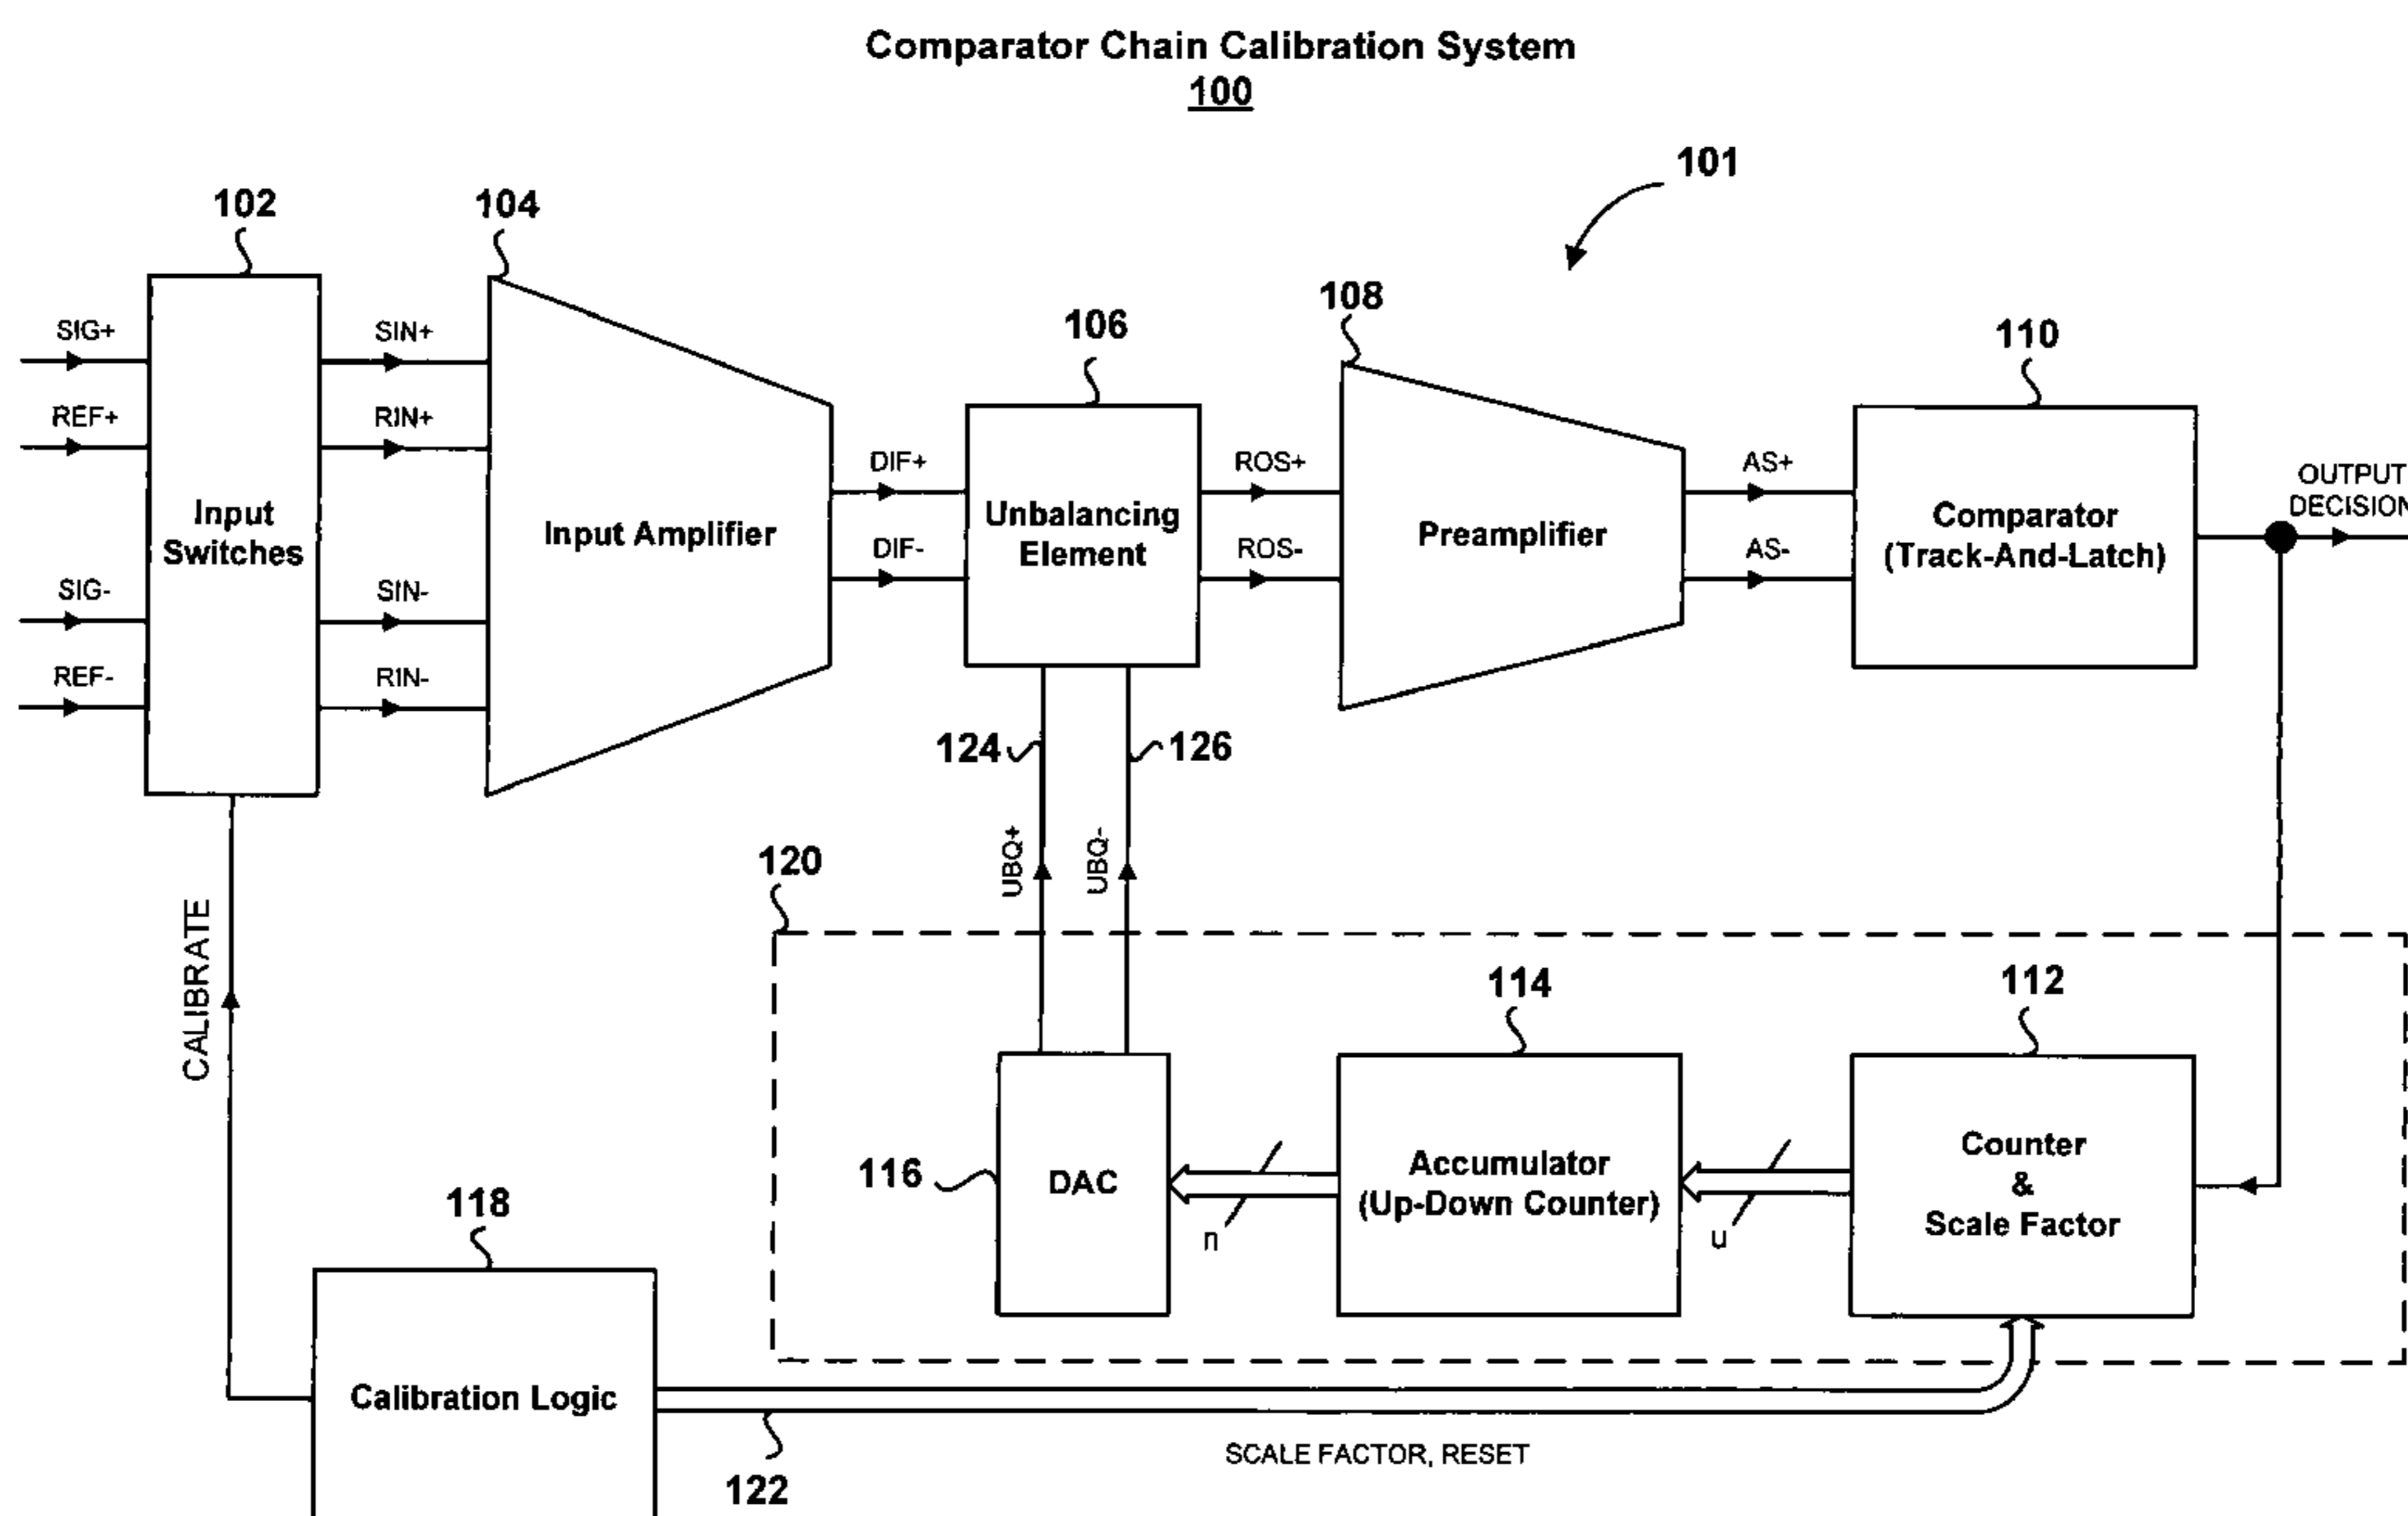 Comparator Chain Calibration System
100
101
102
104
106
108
110
SIG+
REF+
SIG-
REF-
Input
Switches
SIN+
RIN+
SIN-
RIN-
Input Amplifier
DIF+
DIF-
Unbalancing
Element
ROS+
ROS-
Preamplifier
AS+
AS-
Comparator
(Track-And-Latch)
OUTPUT
DECISION
124
126
UBQ+
UBQ-
CALIBRATE
120
116
DAC
n
114
Accumulator
(Up-Down Counter)
u
112
Counter
&
Scale Factor
118
Calibration Logic
122
SCALE FACTOR, RESET